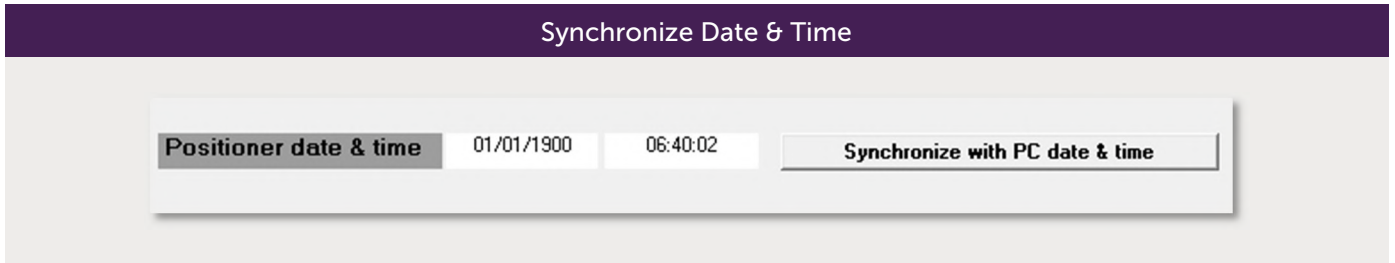 Synchronize Date & Time
Positioner date & time 01/01/1900 06:40:02 Synchronize with PC date & time